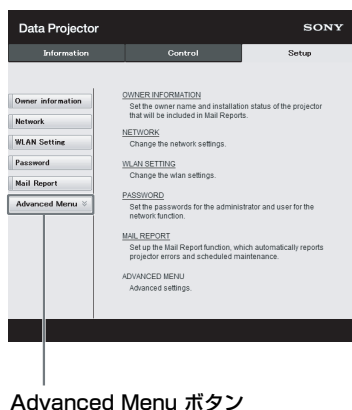 Data Projector
SONY
Information
Control
Setup
Owner information
Network
WLAN Setting
Password
Mail Report
Advanced Menu
OWNER INFORMATION
Set the owner name and installation status of the projector
that will be included in Mail Reports.
NETWORK
Change the network settings.
WLAN SETTING
Change the wlan settings.
PASSWORD
Set the passwords for the administrator and user for the
network function.
MAIL REPORT
Set up the Mail Report function, which automatically reports
projector errors and scheduled maintenance.
ADVANCED MENU
Advanced settings.
Advanced Menu ボタン